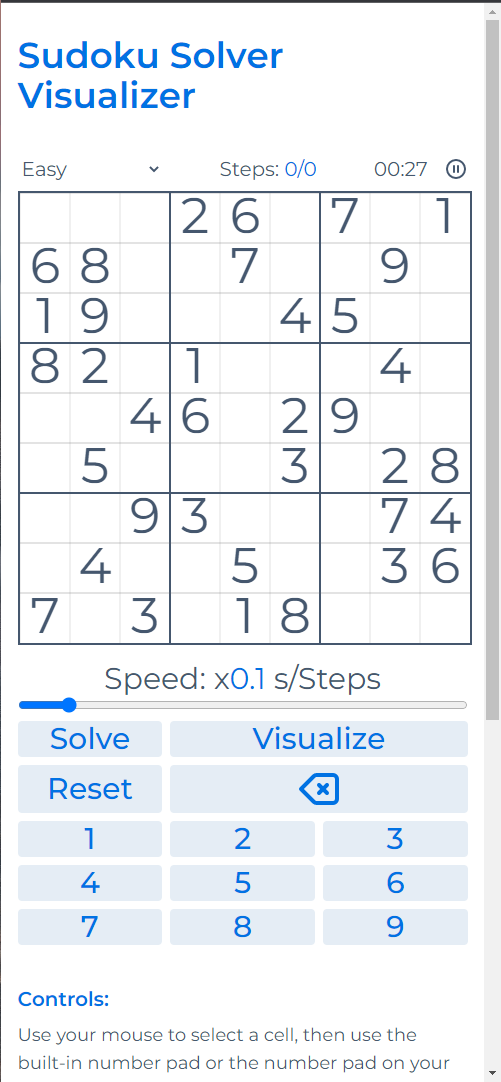 Sudoku Solver
Visualizer
Easy Steps: 0/0 00:27
2 6 7 1
6 8 7 9
1 9 4 5
8 2 1 4
4 6 2 9
5 3 2 8
9 3 7 4
4 5 3 6
7 3 1 8
Speed: x0.1 s/Steps
Solve Visualize
Reset
1 2 3
4 5 6
7 8 9
Controls:
Use your mouse to select a cell, then use the
built-in number pad or the number pad on your